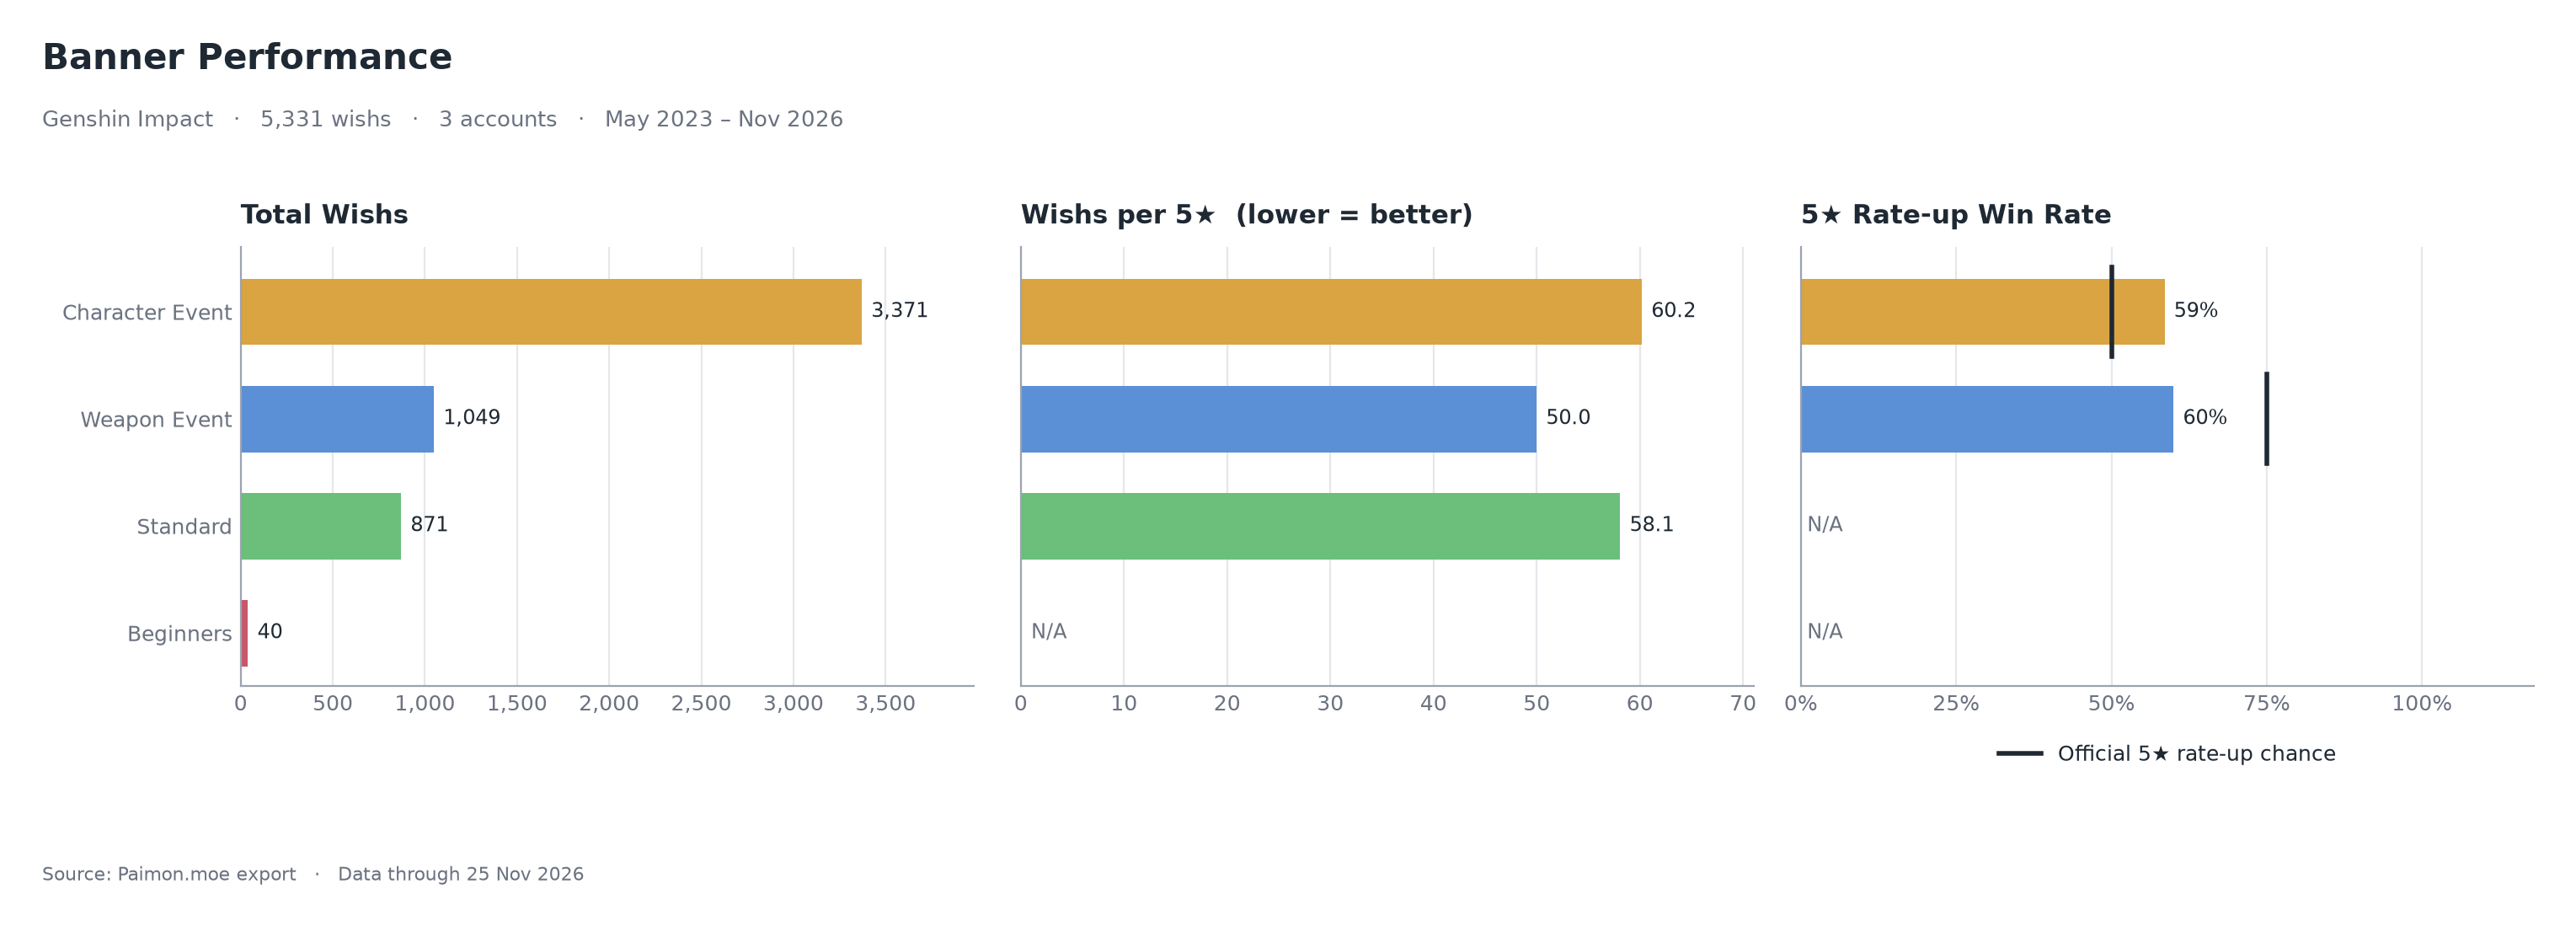 Banner Performance
Genshin Impact · 5,331 wishs · 3 accounts · May 2023 – Nov 2026
Total Wishs
Character Event
Weapon Event
Standard
Beginners
3,371
1,049
871
40
0 500 1,000 1,500 2,000 2,500 3,000 3,500
Wishs per 5★ (lower = better)
60.2
50.0
58.1
N/A
0 10 20 30 40 50 60 70
5★ Rate-up Win Rate
59%
60%
N/A
N/A
0% 25% 50% 75% 100%
Official 5★ rate-up chance
Source: Paimon.moe export · Data through 25 Nov 2026